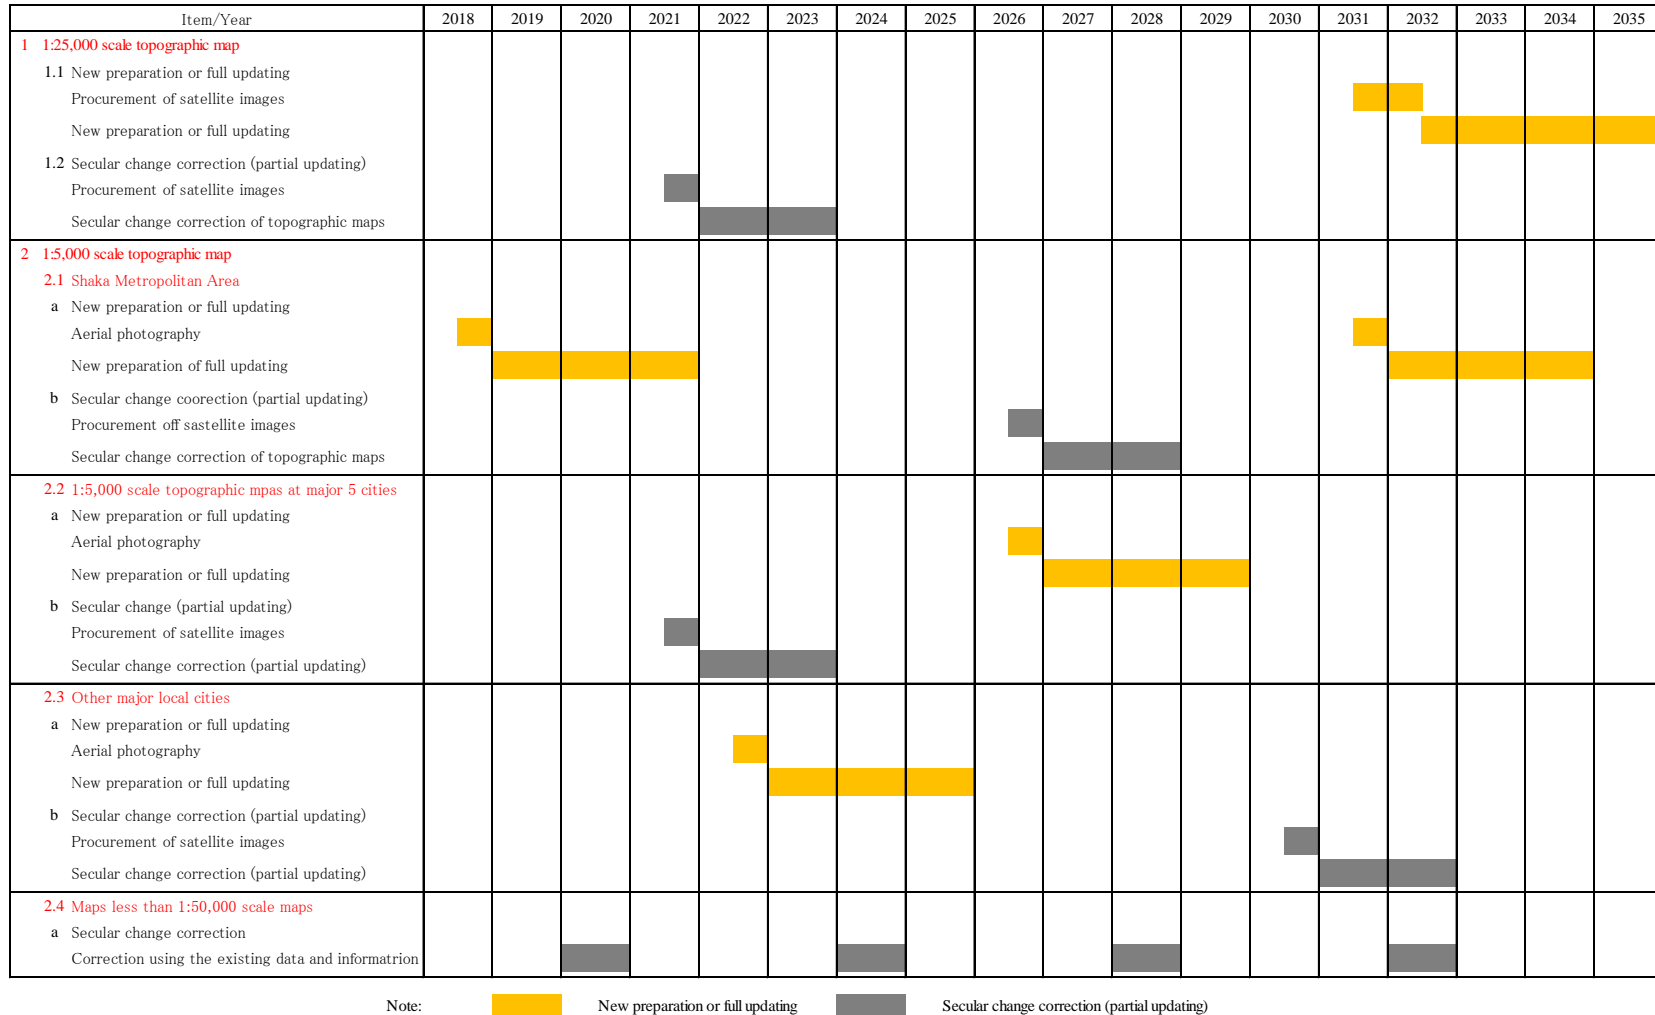 Item/Year 2018 2019 2020 2021 2022 2023 2024 2025 2026 2027 2028 2029 2030 2031 2032 2033 2034 2035
1 1:25,000 scale topographic map
1.1 New preparation or full updating
Procurement of satellite images
New preparation or full updating
1.2 Secular change correction (partial updating)
Procurement of satellite images
Secular change correction of topographic maps
2 1:5,000 scale topographic map
2.1 Shaka Metropolitan Area
a New preparation or full updating
Aerial photography
New preparation of full updating
b Secular change coorection (partial updating)
Procurement off sastellite images
Secular change correction of topographic maps
2.2 1:5,000 scale topographic mpas at major 5 cities
a New preparation or full updating
Aerial photography
New preparation or full updating
b Secular change (partial updating)
Procurement of satellite images
Secular change correction (partial updating)
2.3 Other major local cities
a New preparation or full updating
Aerial photography
New preparation or full updating
b Secular change correction (partial updating)
Procurement of satellite images
Secular change correction (partial updating)
2.4 Maps less than 1:50,000 scale maps
a Secular change correction
Correction using the existing data and informatrion
Note: New preparation or full updating Secular change correction (partial updating)